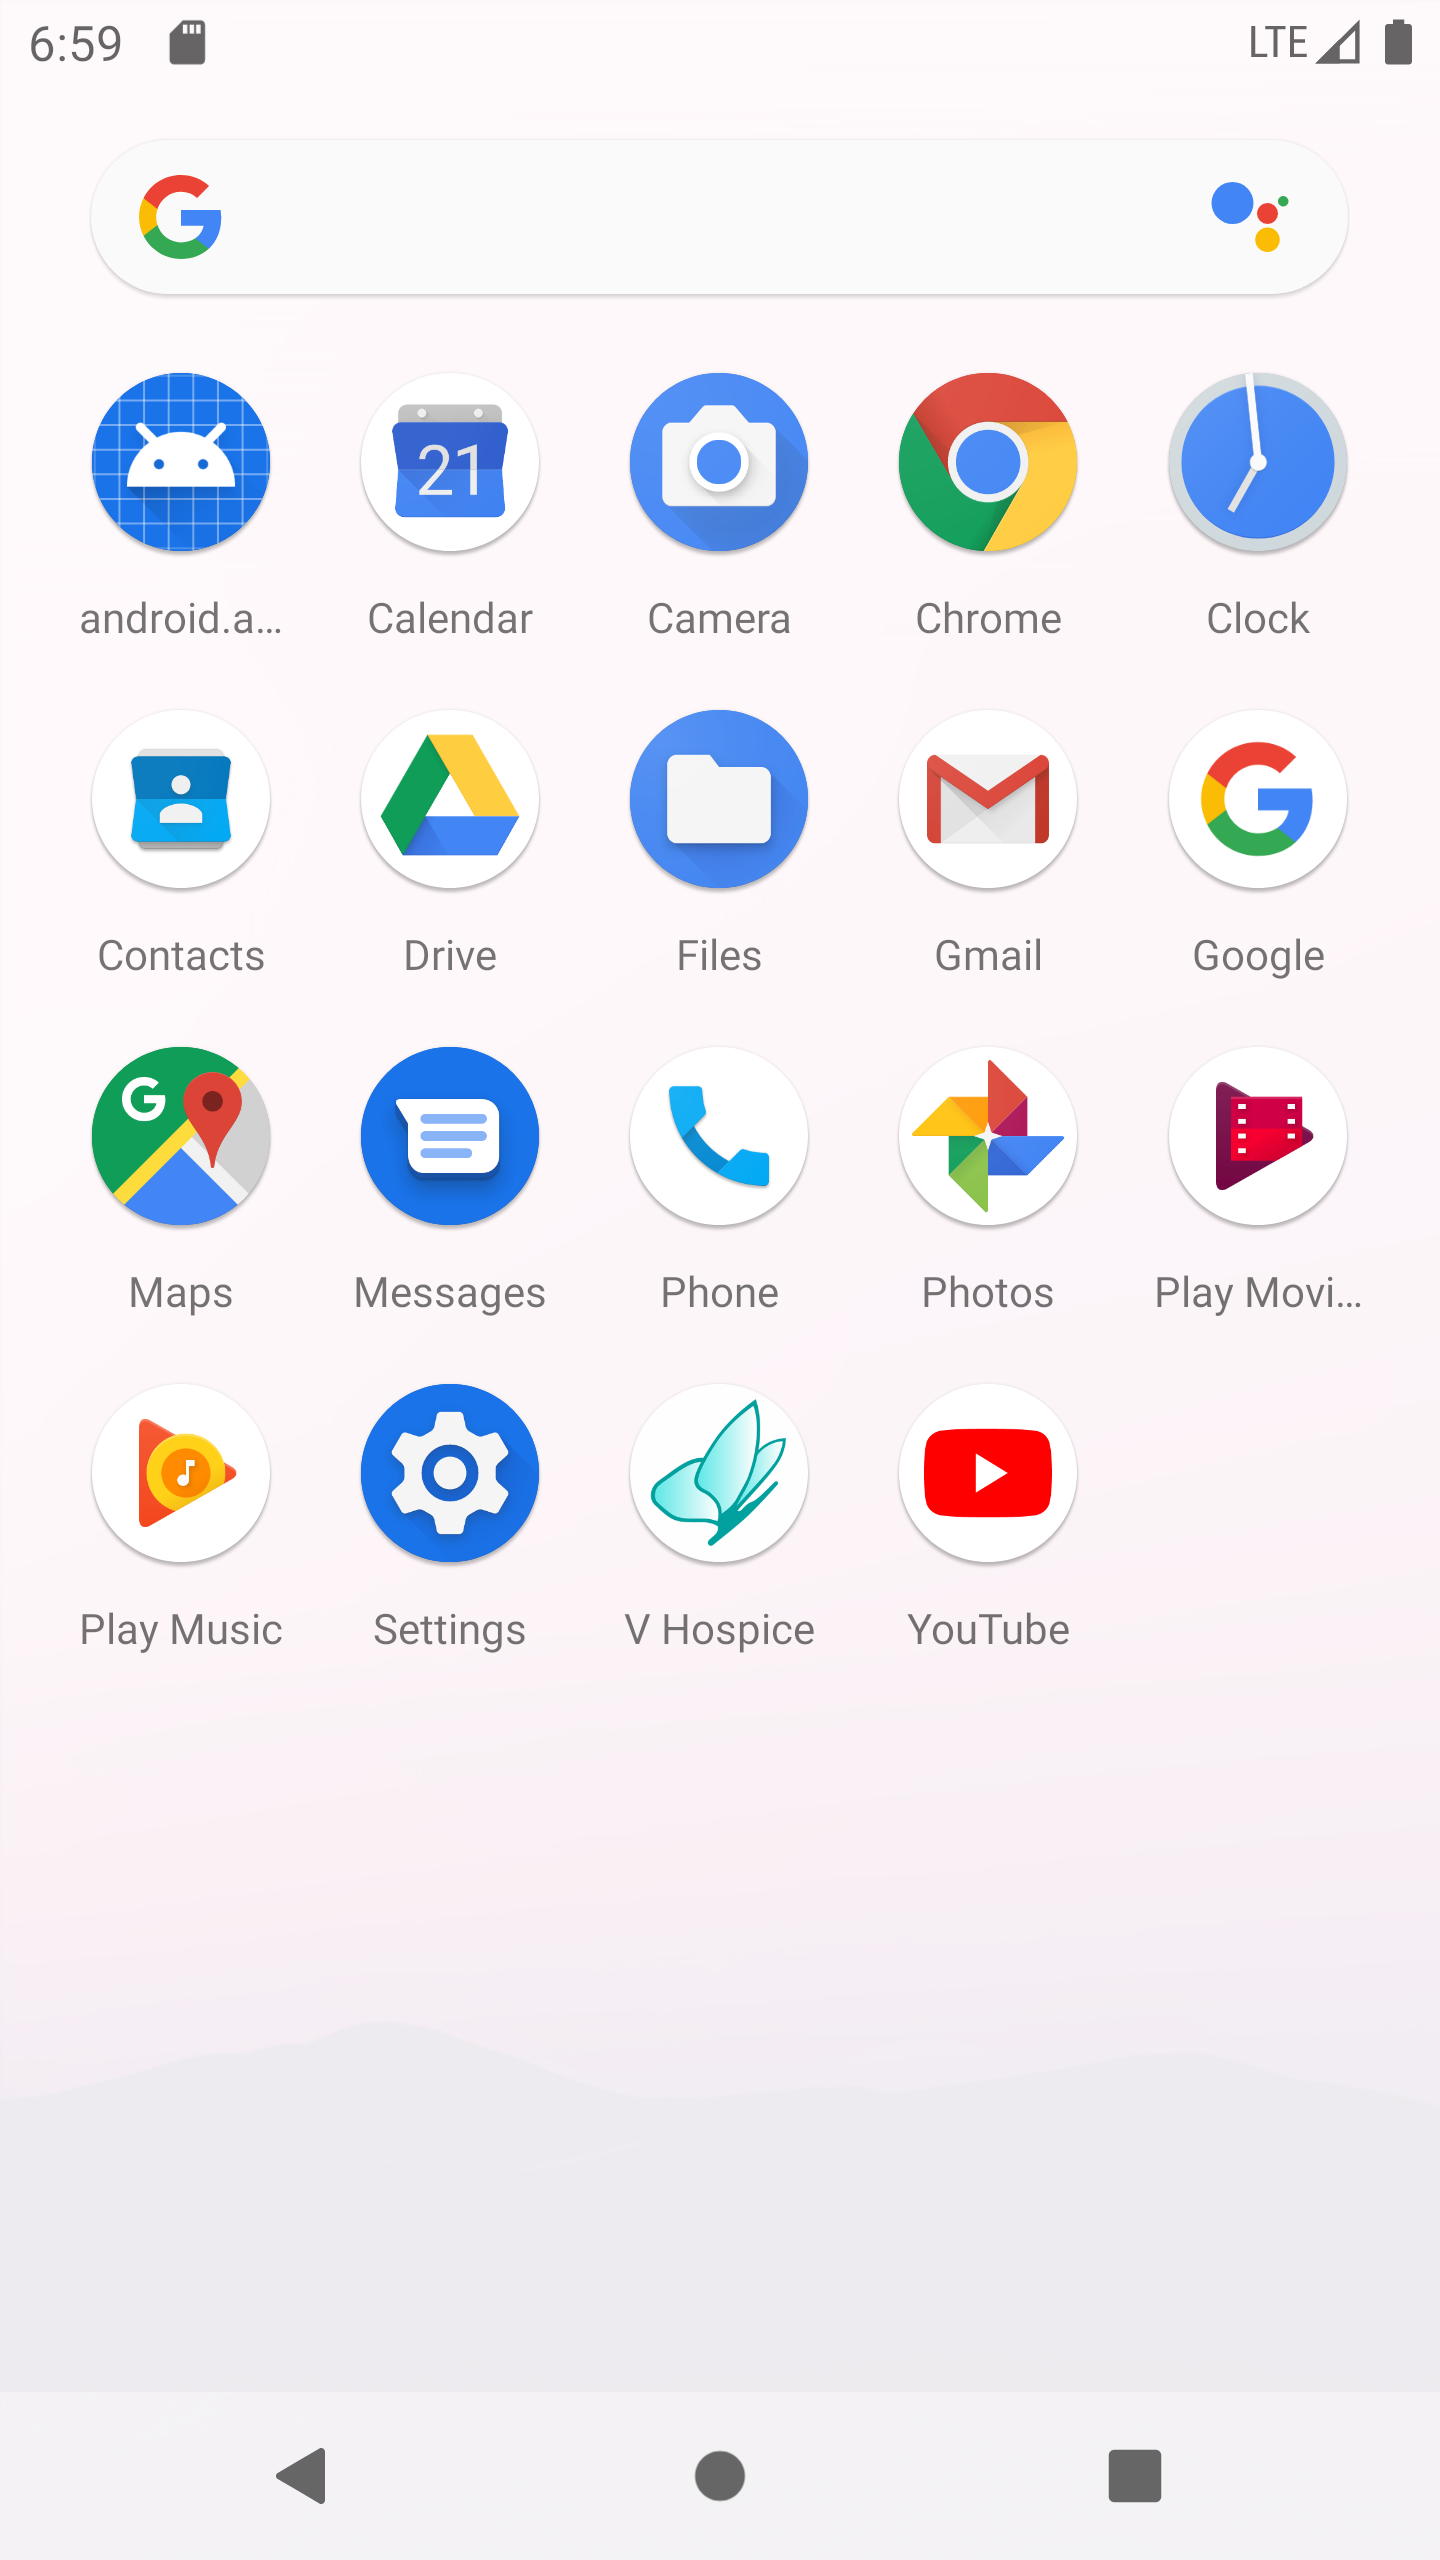 6:59 LTE
android.a... Calendar Camera Chrome Clock
Contacts Drive Files Gmail Google
Maps Messages Phone Photos Play Movi...
Play Music Settings V Hospice YouTube